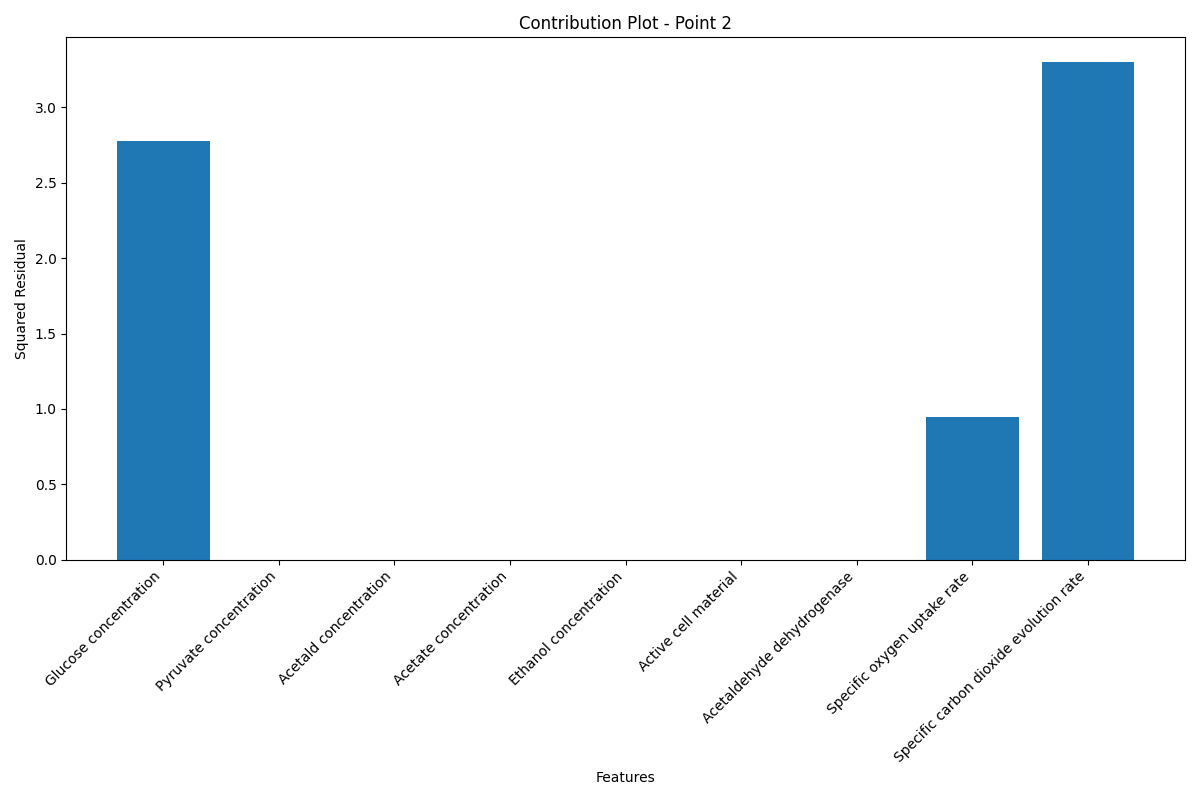 Contribution Plot - Point 2
Squared Residual
3.0
2.5
2.0
1.5
1.0
0.5
0.0
Glucose concentration
Pyruvate concentration
Acetald concentration
Acetate concentration
Ethanol concentration
Active cell material
Acetaldehyde dehydrogenase
Specific oxygen uptake rate
Specific carbon dioxide evolution rate
Features